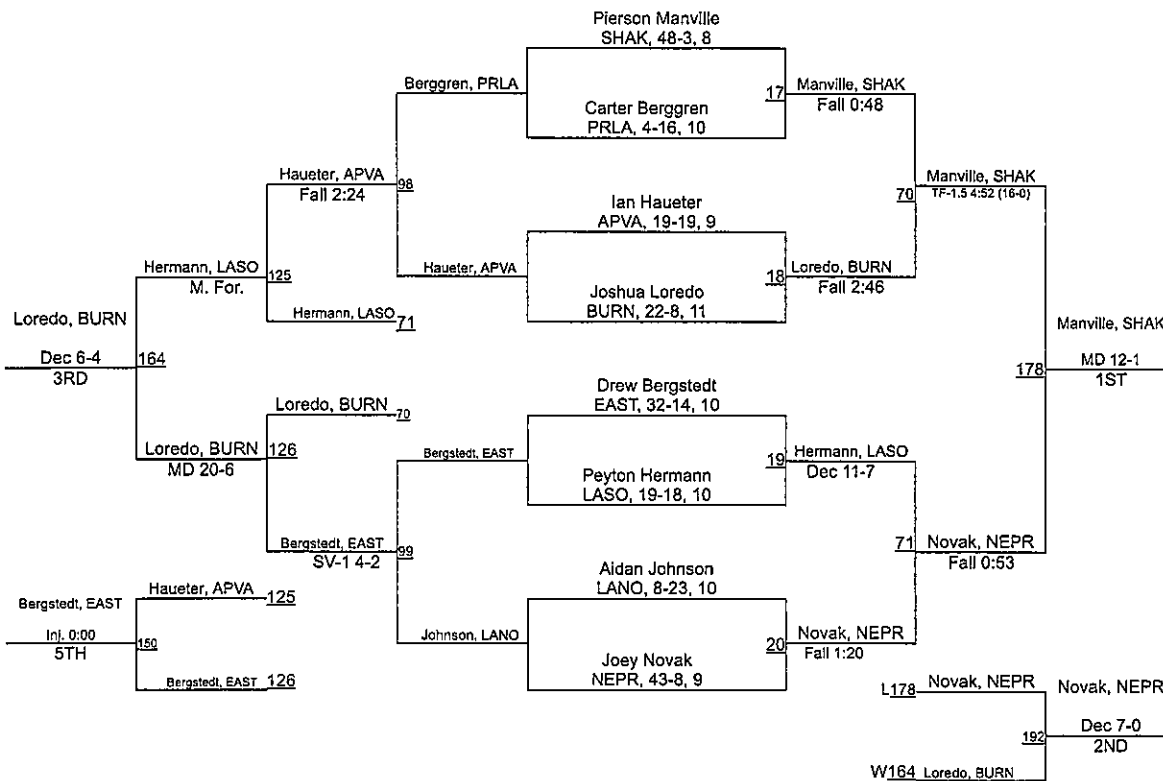 Pierson Manville
SHAK, 48-3, 8
Berggren, PRLA
17
Manville, SHAK
Fall 0:48
Carter Berggren
PRLA, 4-16, 10
Haueter, APVA
Fall 2:24
98
Manville, SHAK
TF-1.5 4:52 (16-0)
70
Ian Haueter
APVA, 19-19, 9
Hermann, LASO
M. For.
125
Haueter, APVA
18
Loredo, BURN
Fall 2:46
Joshua Loredo
BURN, 22-8, 11
Hermann, LASO
71
Loredo, BURN
Dec 6-4
3RD
164
Manville, SHAK
MD 12-1
1ST
178
Drew Bergstedt
EAST, 32-14, 10
Loredo, BURN
70
Loredo, BURN
MD 20-6
126
Bergstedt, EAST
19
Hermann, LASO
Dec 11-7
Peyton Hermann
LASO, 19-18, 10
Bergstedt, EAST
SV-1 4-2
99
71
Novak, NEPR
Fall 0:53
Aidan Johnson
LANO, 8-23, 10
Haueter, APVA
125
Bergstedt, EAST
Inj. 0:00
5TH
150
Johnson, LANO
20
Novak, NEPR
Fall 1:20
Joey Novak
NEPR, 43-8, 9
Bergstedt, EAST
126
L178
Novak, NEPR
Novak, NEPR
Dec 7-0
2ND
192
W164
Loredo, BURN